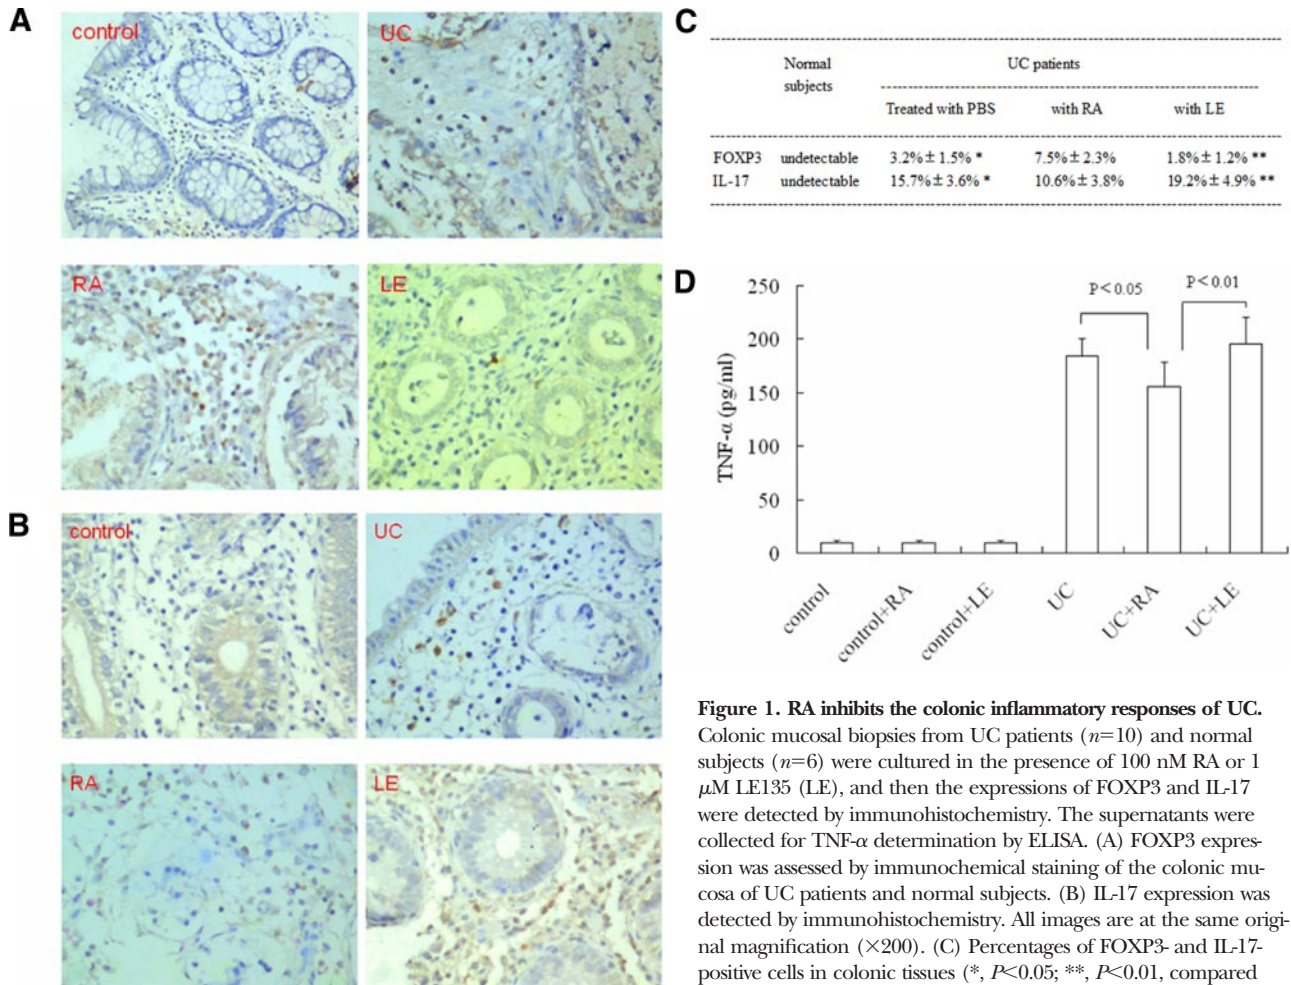 A
control
UC
RA
LE
B
control
UC
RA
LE
C
Normal
subjects
UC patients
Treated with PBS with RA with LE
FOXP3 undetectable 3.2% ± 1.5% * 7.5% ± 2.3% 1.8% ± 1.2% **
IL-17 undetectable 15.7% ± 3.6% * 10.6% ± 3.8% 19.2% ± 4.9% **
D
TNF-α (pg/ml)
250
200
150
100
50
0
P<0.05
P<0.01
control
control+RA
control+LE
UC
UC+RA
UC+LE
Figure 1. RA inhibits the colonic inflammatory responses of UC.
Colonic mucosal biopsies from UC patients (n=10) and normal
subjects (n=6) were cultured in the presence of 100 nM RA or 1
μM LE135 (LE), and then the expressions of FOXP3 and IL-17
were detected by immunohistochemistry. The supernatants were
collected for TNF-α determination by ELISA. (A) FOXP3 expres-
sion was assessed by immunochemical staining of the colonic mu-
cosa of UC patients and normal subjects. (B) IL-17 expression was
detected by immunohistochemistry. All images are at the same origi-
nal magnification (×200). (C) Percentages of FOXP3- and IL-17-
positive cells in colonic tissues (*, P<0.05; **, P<0.01, compared